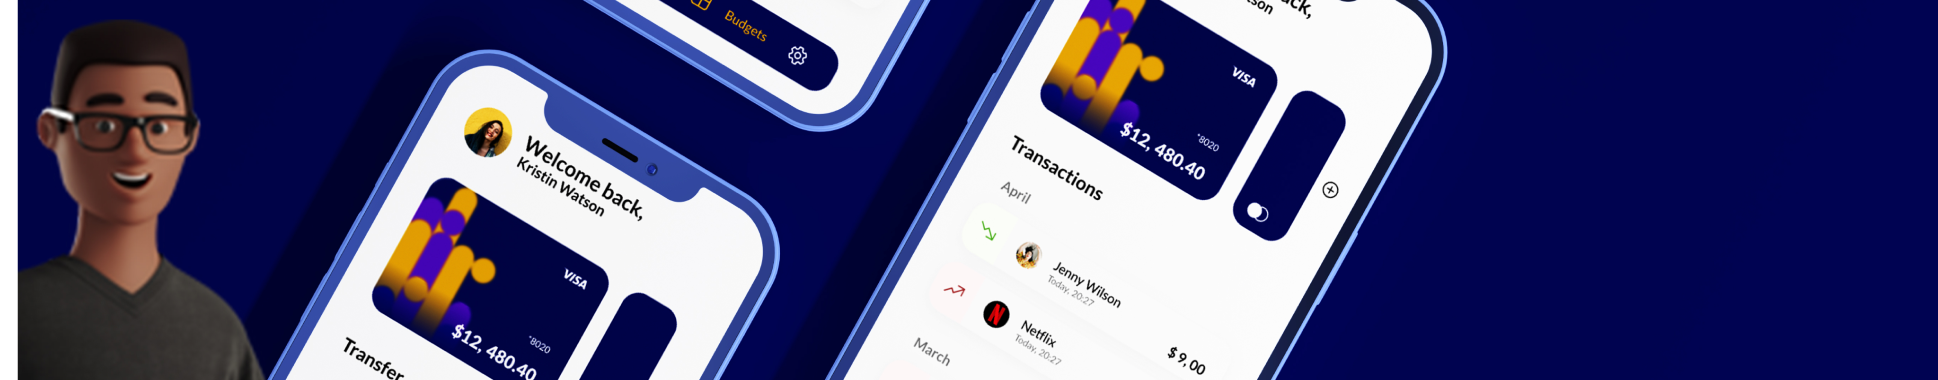 Budgets
Welcome back,
Kristin Watson
VISA
*8020
$12, 480.40
Transfer
VISA
*8020
$12, 480.40
Transactions
April
Jenny Wilson
Today, 20:27
Netflix
Today, 20:27
$ 9,00
March